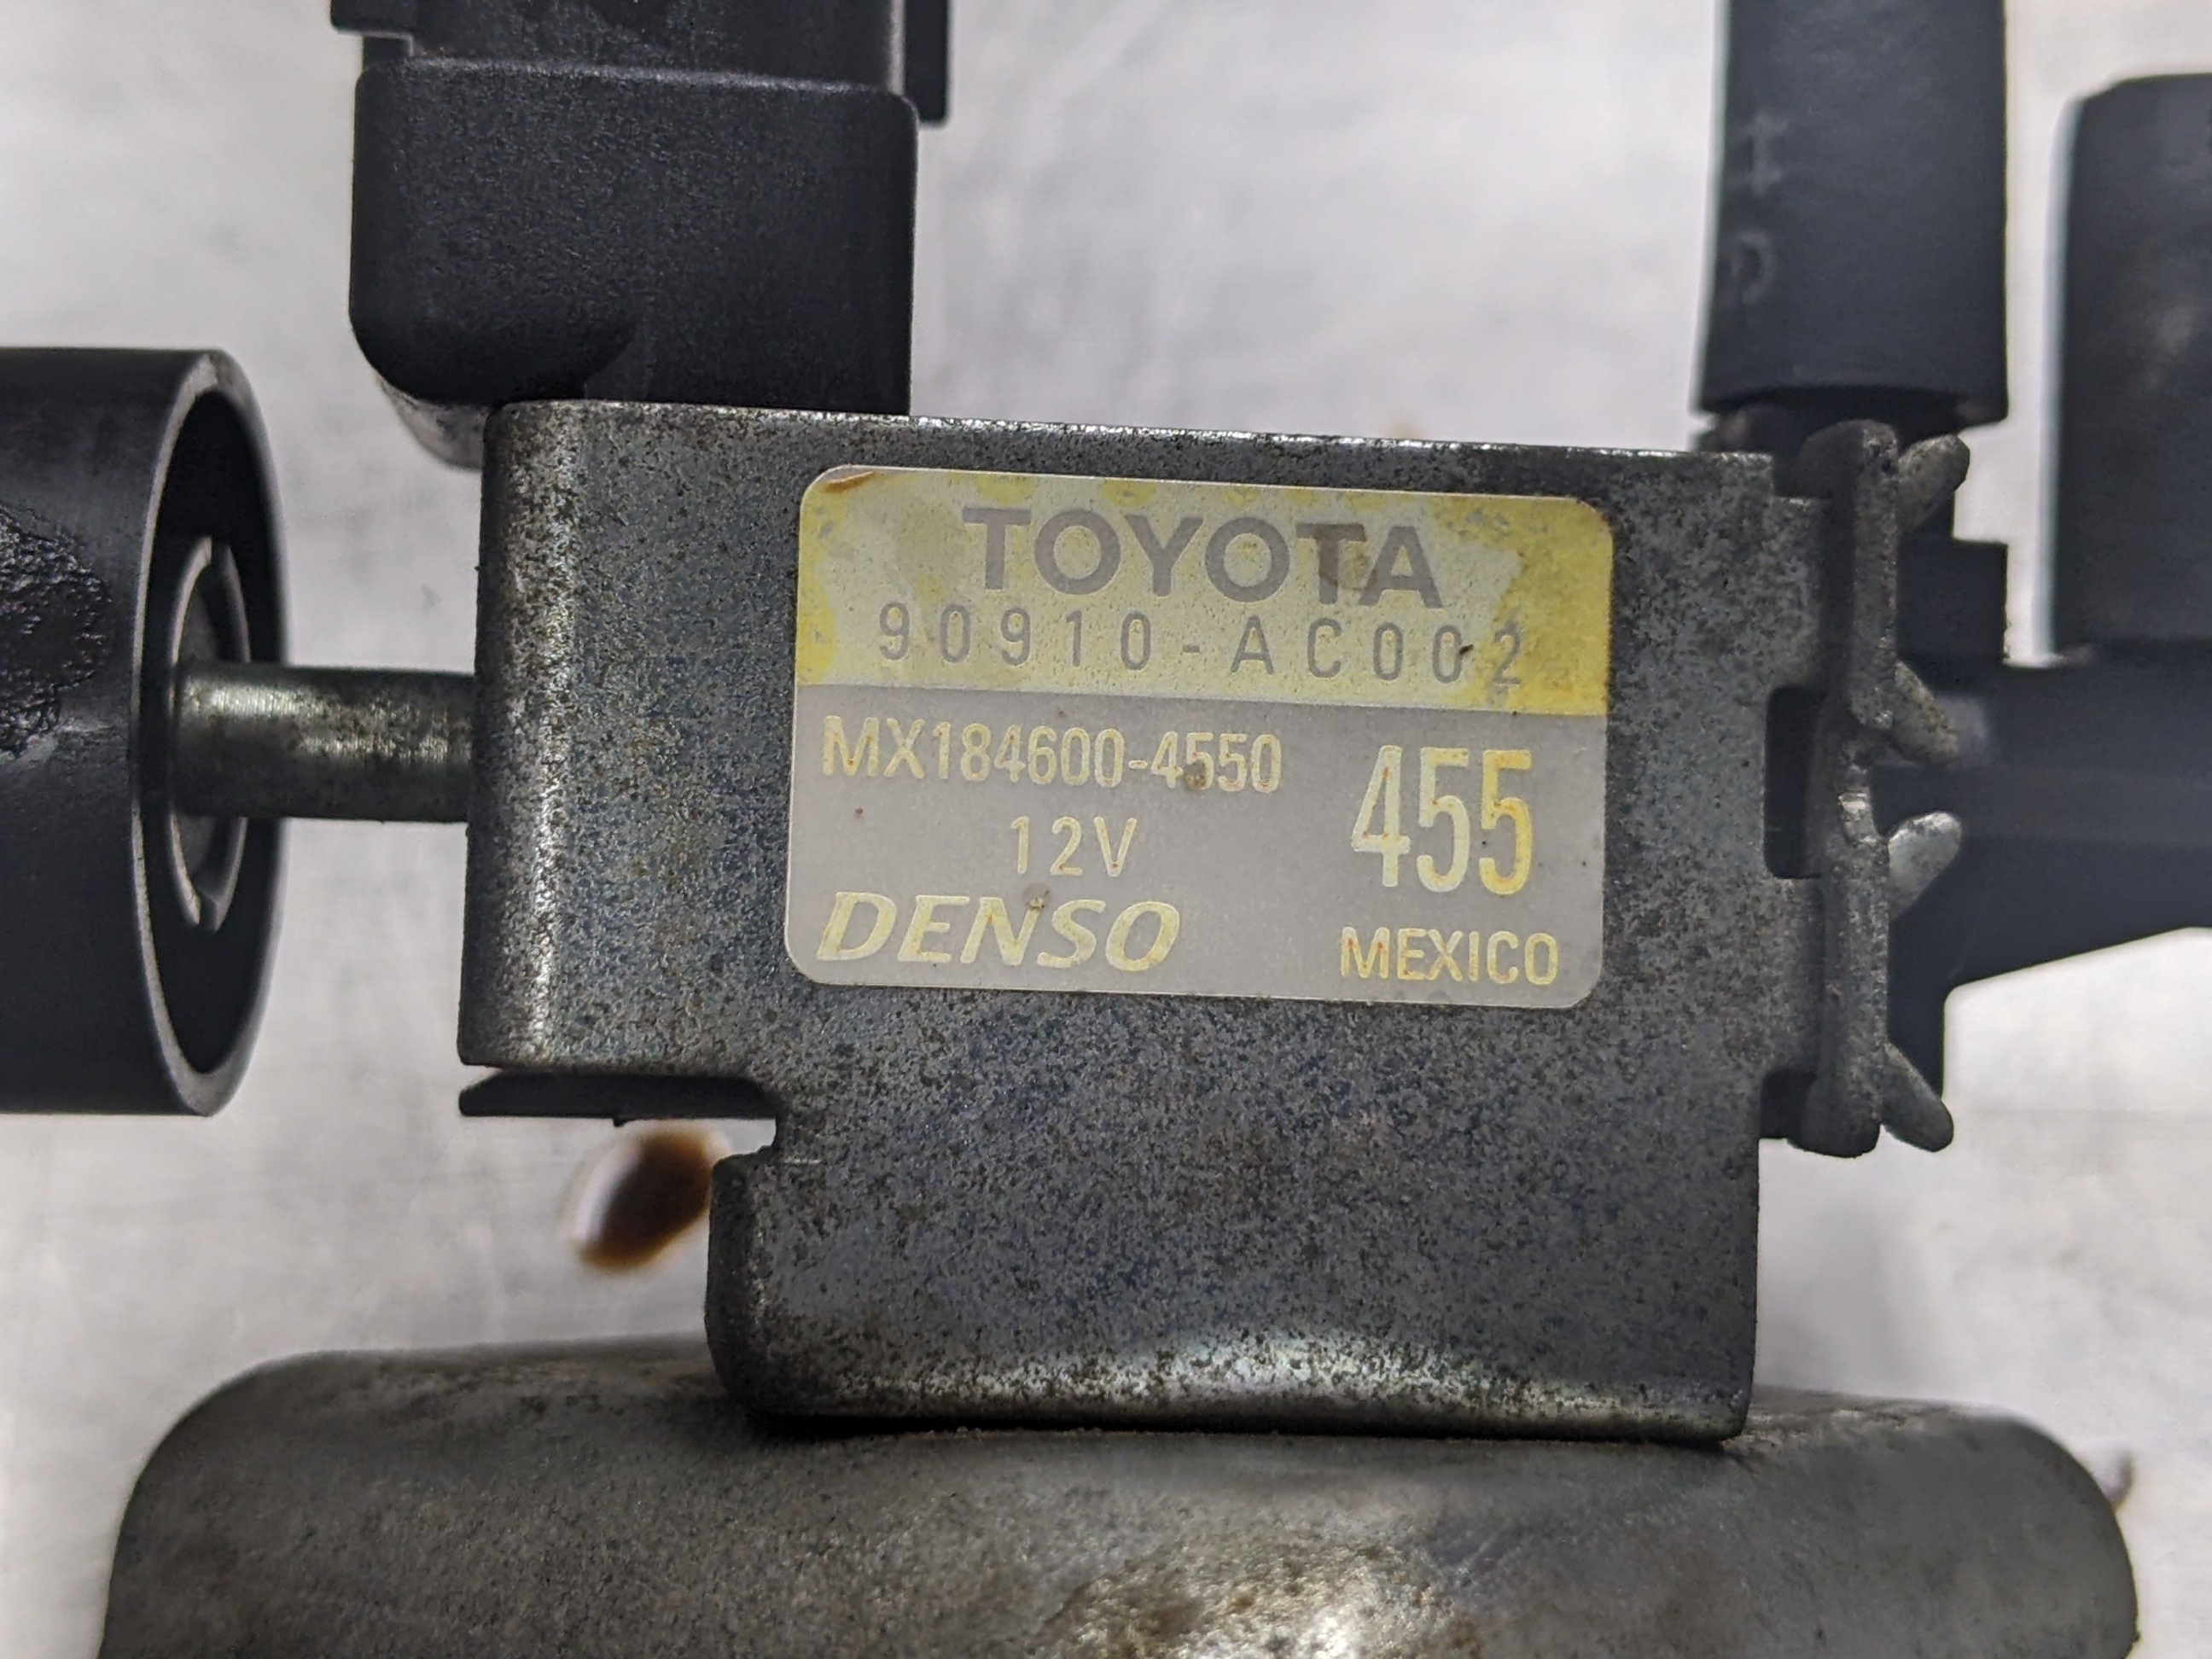 TOYOTA
90910-AC002
MX184600-4550
455
12V
DENSO
MEXICO